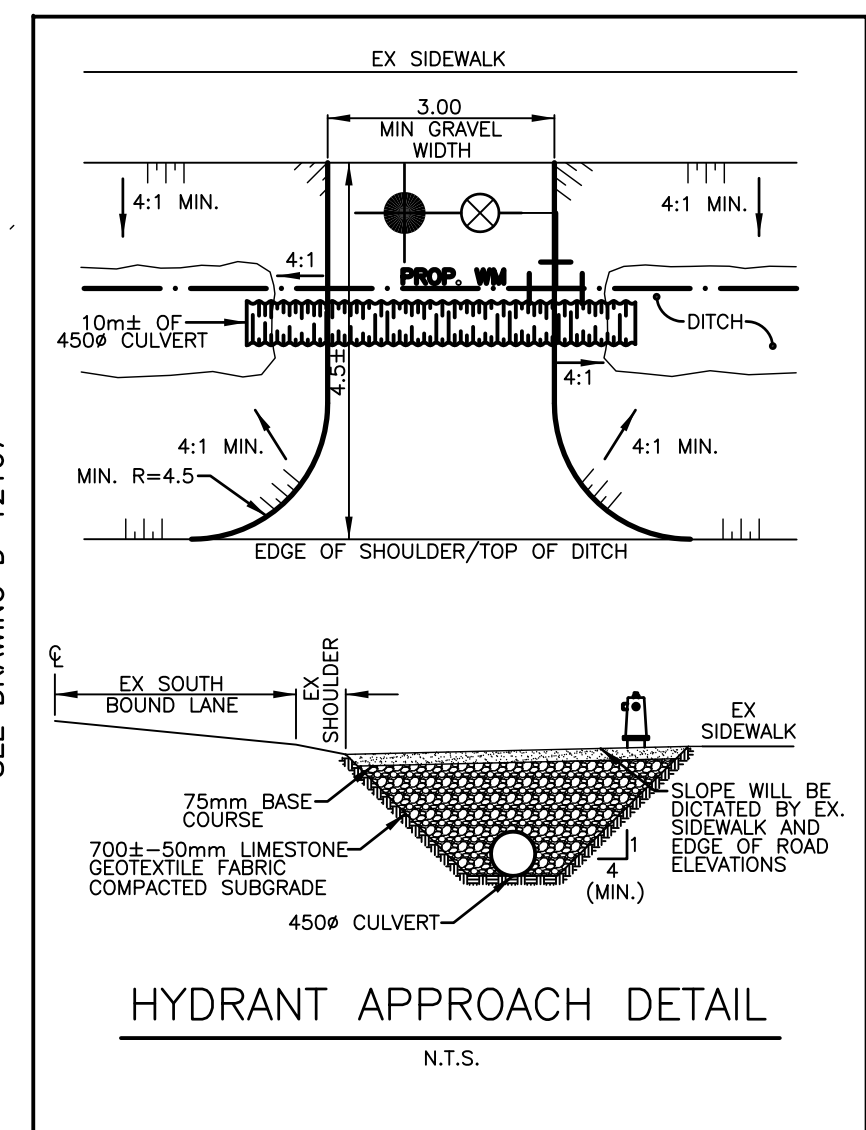 EX SIDEWALK
3.00
MIN GRAVEL
WIDTH
4:1 MIN.
4:1 MIN.
4:1
PROP. WM
10m± OF
450ø CULVERT
DITCH
4.5±
4:1
4:1 MIN.
4:1 MIN.
MIN. R=4.5
EDGE OF SHOULDER/TOP OF DITCH
℄
EX SOUTH
BOUND LANE
EX
SHOULDER
EX
SIDEWALK
75mm BASE
COURSE
700±-50mm LIMESTONE
GEOTEXTILE FABRIC
COMPACTED SUBGRADE
450ø CULVERT
1
4
(MIN.)
SLOPE WILL BE
DICTATED BY EX.
SIDEWALK AND
EDGE OF ROAD
ELEVATIONS
HYDRANT APPROACH DETAIL
N.T.S.